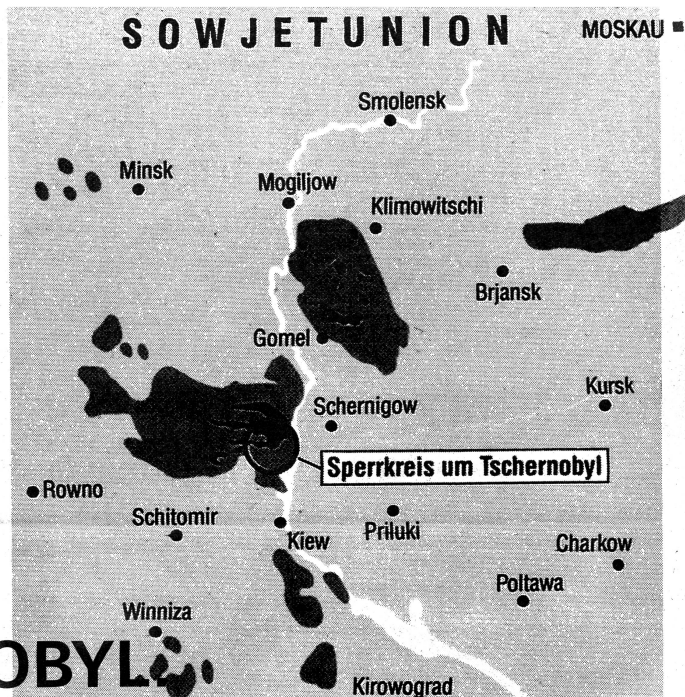 SOWJETUNION
MOSKAU
Smolensk
Minsk
Mogiljow
Klimowitschi
Brjansk
Gomel
Kursk
Schernigow
Sperrkreis um Tschernobyl
Rowno
Schitomir
Kiew
Priluki
Charkow
Poltawa
Winniza
OBYL.
Kirowograd